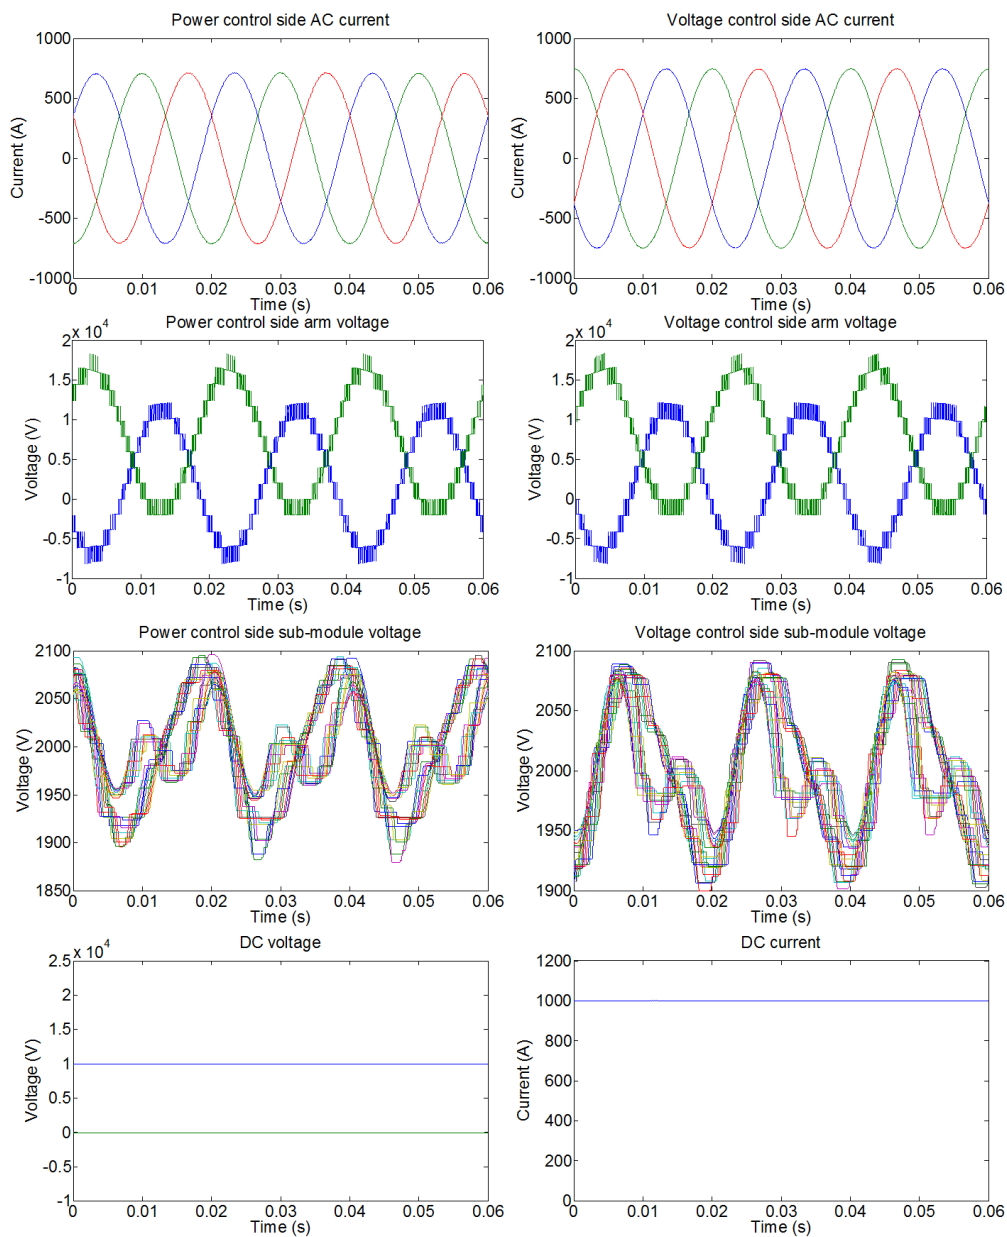 Power control side AC current
Voltage control side AC current
1000
500
0
-500
-1000
Current (A)
0 0.01 0.02 0.03 0.04 0.05 0.06
Time (s)
1000
500
0
-500
-1000
Current (A)
0 0.01 0.02 0.03 0.04 0.05 0.06
Time (s)
Power control side arm voltage
Voltage control side arm voltage
x 10^4
2
1.5
1
0.5
0
-0.5
-1
Voltage (V)
0 0.01 0.02 0.03 0.04 0.05 0.06
Time (s)
x 10^4
2
1.5
1
0.5
0
-0.5
-1
Voltage (V)
0 0.01 0.02 0.03 0.04 0.05 0.06
Time (s)
Power control side sub-module voltage
Voltage control side sub-module voltage
2100
2050
2000
1950
1900
1850
Voltage (V)
0 0.01 0.02 0.03 0.04 0.05 0.06
Time (s)
2100
2050
2000
1950
1900
Voltage (V)
0 0.01 0.02 0.03 0.04 0.05 0.06
Time (s)
DC voltage
DC current
x 10^4
2.5
2
1.5
1
0.5
0
-0.5
-1
Voltage (V)
0 0.01 0.02 0.03 0.04 0.05 0.06
Time (s)
1200
1000
800
600
400
200
0
Current (A)
0 0.01 0.02 0.03 0.04 0.05 0.06
Time (s)